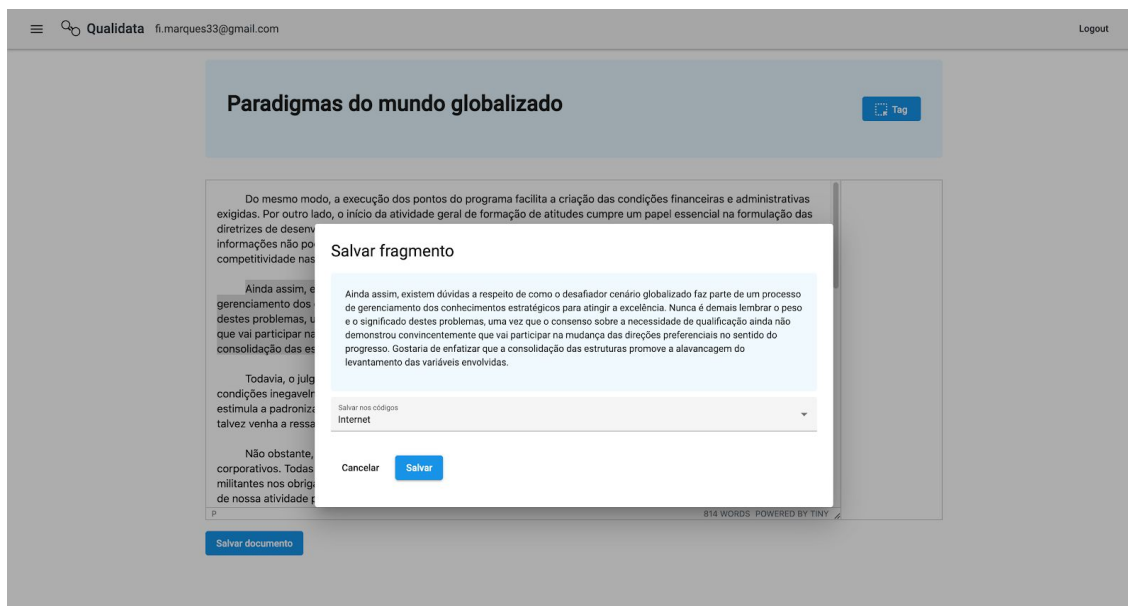 Qualidata fi.marques33@gmail.com Logout
Paradigmas do mundo globalizado
Tag
Do mesmo modo, a execução dos pontos do programa facilita a criação das condições financeiras e administrativas
exigidas. Por outro lado, o início da atividade geral de formação de atitudes cumpre um papel essencial na formulação das
diretrizes de desenv
informações não po
competitividade nas
Ainda assim, e
gerenciamento dos
destes problemas, u
que vai participar na
consolidação das es
Todavia, o julg
condições inegavelr
estimula a padroniza
talvez venha a ressa
Não obstante,
corporativos. Todas
militantes nos obriga
de nossa atividade p
Salvar fragmento
Ainda assim, existem dúvidas a respeito de como o desafiador cenário globalizado faz parte de um processo
de gerenciamento dos conhecimentos estratégicos para atingir a excelência. Nunca é demais lembrar o peso
e o significado destes problemas, uma vez que o consenso sobre a necessidade de qualificação ainda não
demonstrou convincentemente que vai participar na mudança das direções preferenciais no sentido do
progresso. Gostaria de enfatizar que a consolidação das estruturas promove a alavancagem do
levantamento das variáveis envolvidas.
Salvar nos códigos
Internet
Cancelar Salvar
P 814 WORDS POWERED BY TINY
Salvar documento